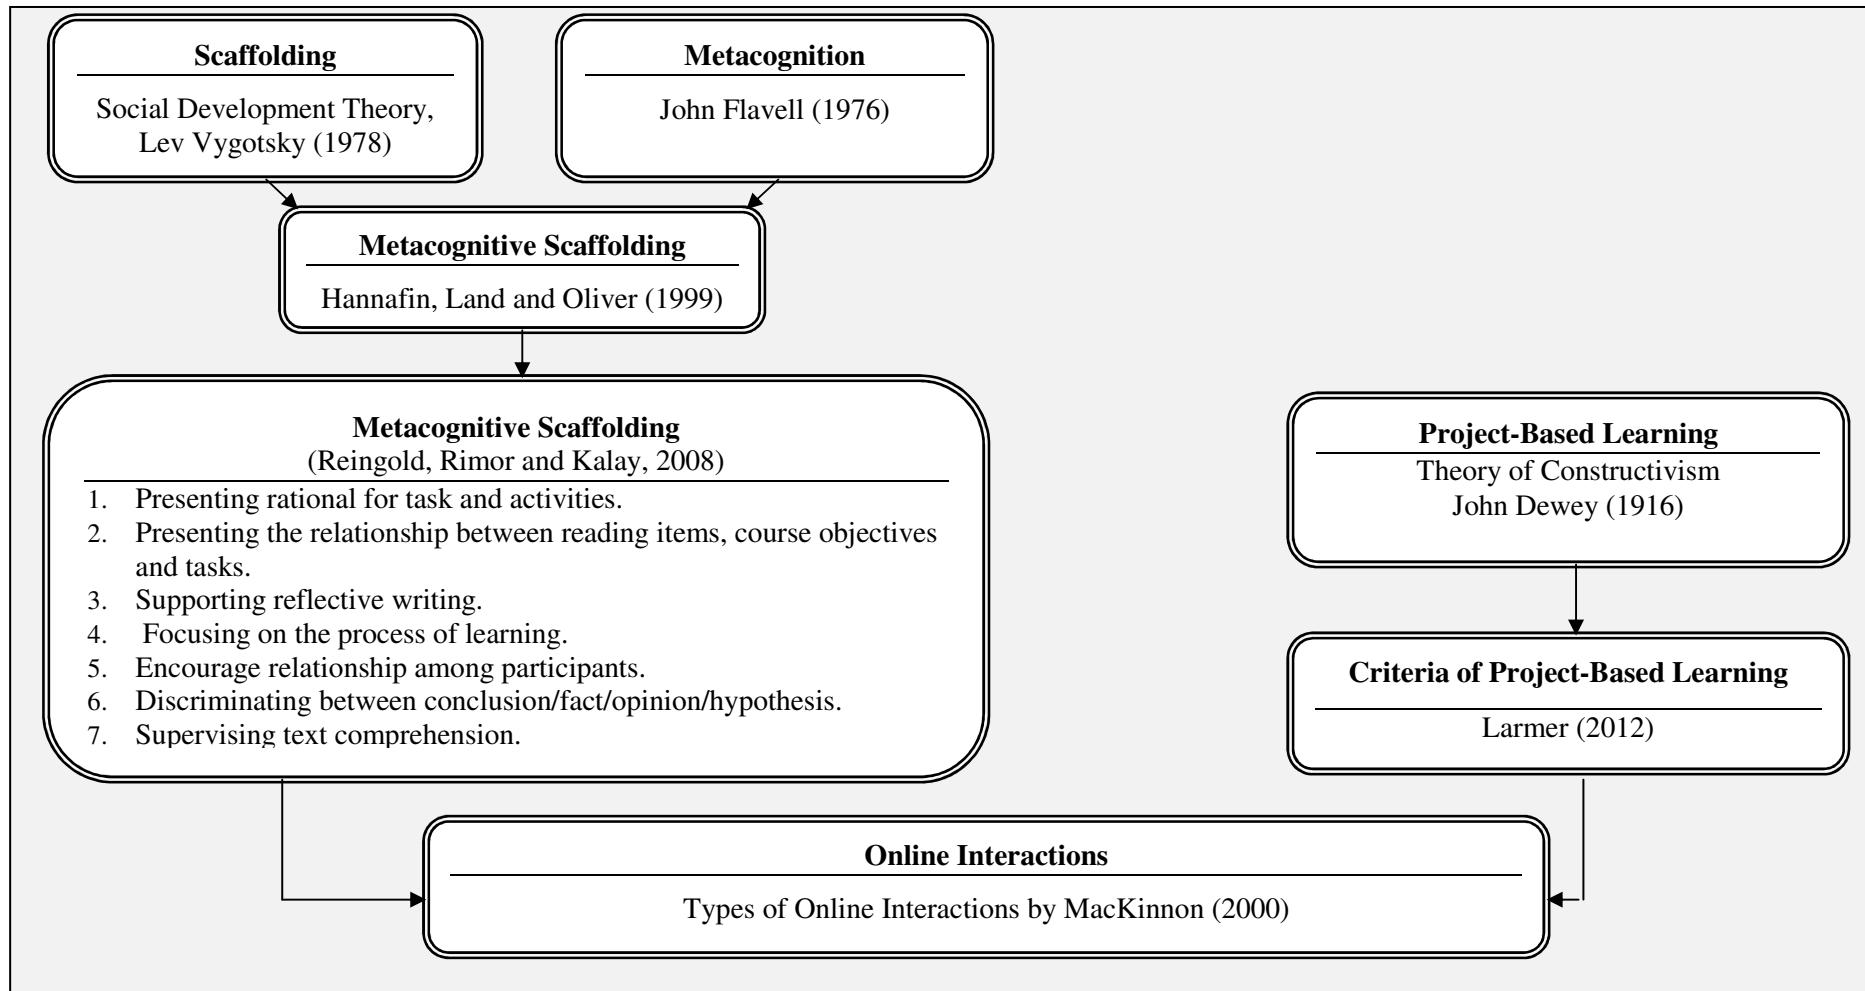 Scaffolding
Social Development Theory,
Lev Vygotsky (1978)
Metacognition
John Flavell (1976)
Metacognitive Scaffolding
Hannafin, Land and Oliver (1999)
Metacognitive Scaffolding
(Reingold, Rimor and Kalay, 2008)
1. Presenting rational for task and activities.
2. Presenting the relationship between reading items, course objectives
and tasks.
3. Supporting reflective writing.
4. Focusing on the process of learning.
5. Encourage relationship among participants.
6. Discriminating between conclusion/fact/opinion/hypothesis.
7. Supervising text comprehension.
Project-Based Learning
Theory of Constructivism
John Dewey (1916)
Criteria of Project-Based Learning
Larmer (2012)
Online Interactions
Types of Online Interactions by MacKinnon (2000)